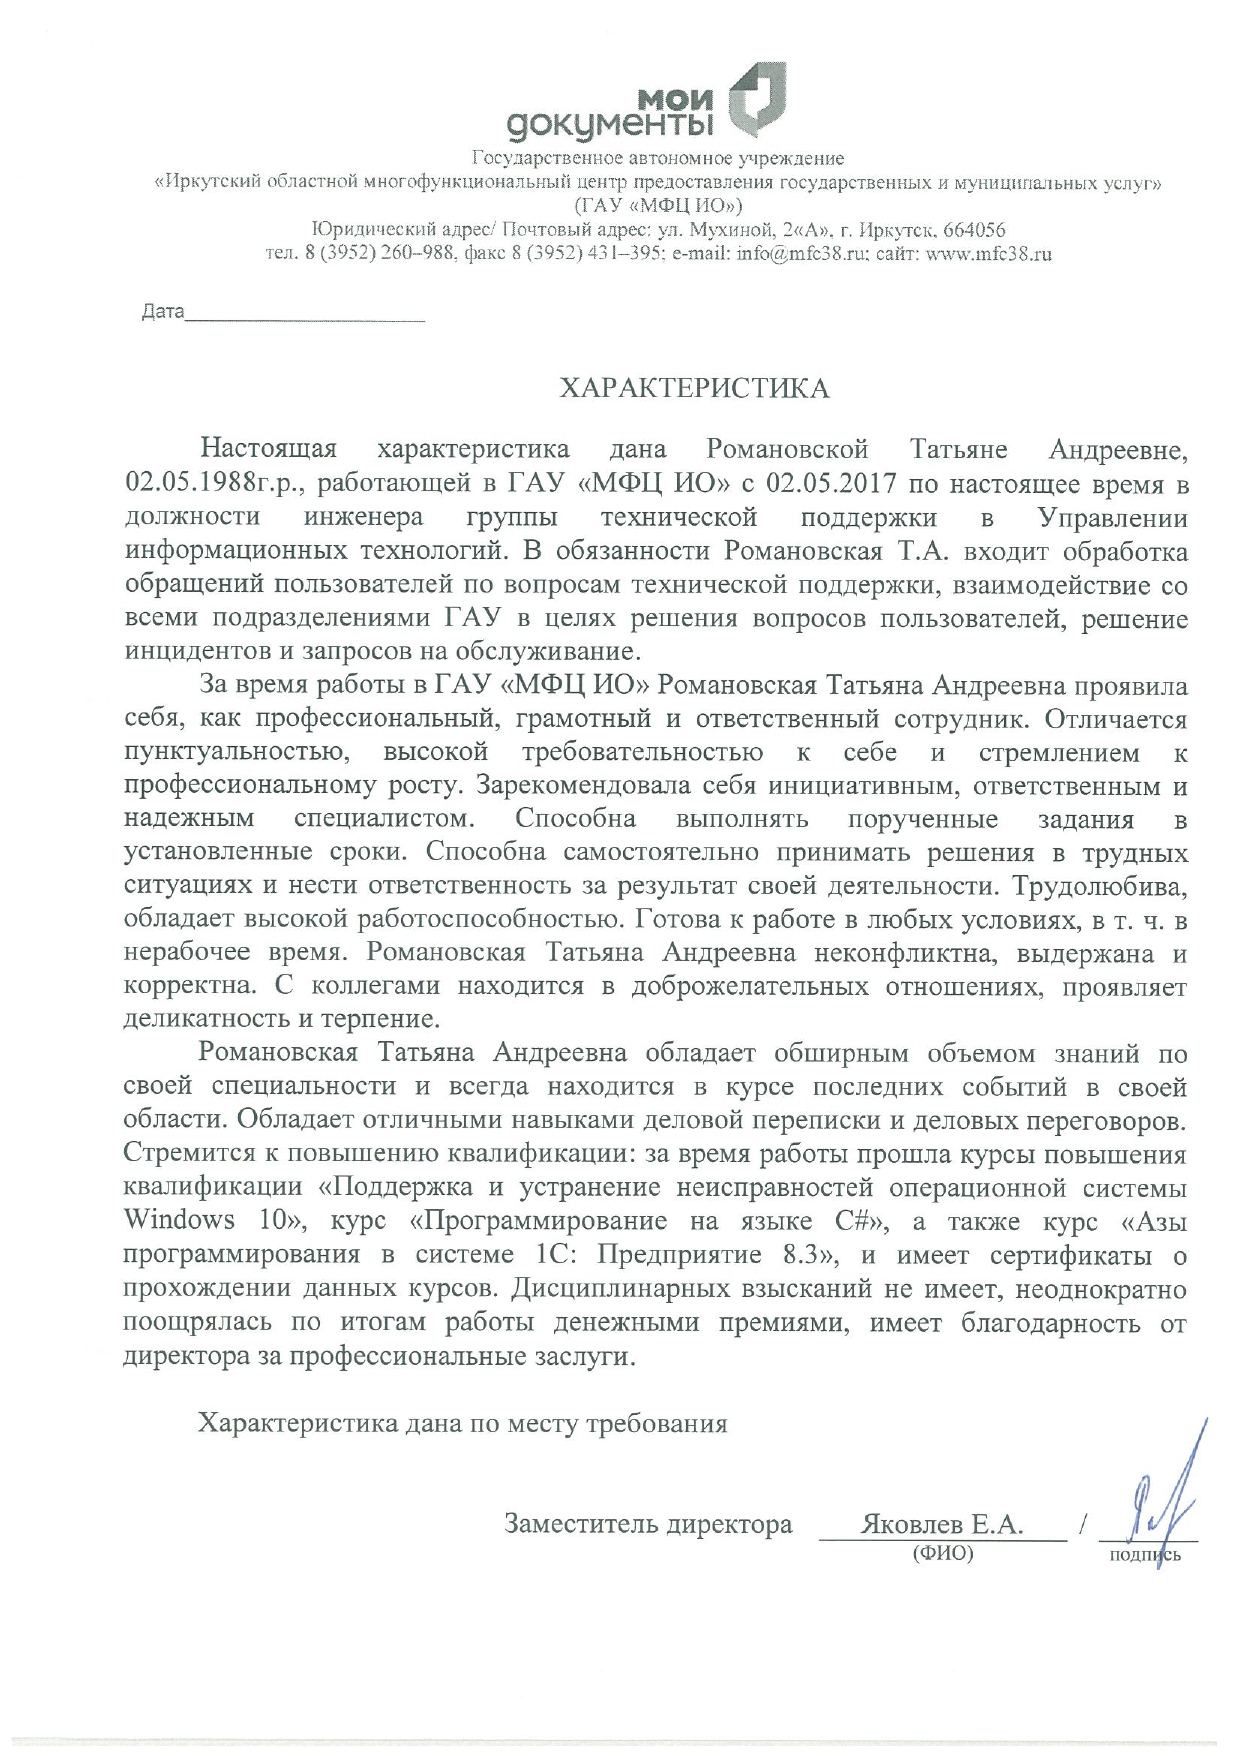 мои
документы
Государственное автономное учреждение
«Иркутский областной многофункциональный центр предоставления государственных и муниципальных услуг»
(ГАУ «МФЦ ИО»)
Юридический адрес/ Почтовый адрес: ул. Мухиной, 2«А», г. Иркутск, 664056
тел. 8 (3952) 260–988, факс 8 (3952) 431–395; e-mail: info@mfc38.ru; сайт: www.mfc38.ru
Дата
ХАРАКТЕРИСТИКА
Настоящая характеристика дана Романовской Татьяне Андреевне,
02.05.1988г.р., работающей в ГАУ «МФЦ ИО» с 02.05.2017 по настоящее время в
должности инженера группы технической поддержки в Управлении
информационных технологий. В обязанности Романовская Т.А. входит обработка
обращений пользователей по вопросам технической поддержки, взаимодействие со
всеми подразделениями ГАУ в целях решения вопросов пользователей, решение
инцидентов и запросов на обслуживание.
За время работы в ГАУ «МФЦ ИО» Романовская Татьяна Андреевна проявила
себя, как профессиональный, грамотный и ответственный сотрудник. Отличается
пунктуальностью, высокой требовательностью к себе и стремлением к
профессиональному росту. Зарекомендовала себя инициативным, ответственным и
надежным специалистом. Способна выполнять порученные задания в
установленные сроки. Способна самостоятельно принимать решения в трудных
ситуациях и нести ответственность за результат своей деятельности. Трудолюбива,
обладает высокой работоспособностью. Готова к работе в любых условиях, в т. ч. в
нерабочее время. Романовская Татьяна Андреевна неконфликтна, выдержана и
корректна. С коллегами находится в доброжелательных отношениях, проявляет
деликатность и терпение.
Романовская Татьяна Андреевна обладает обширным объемом знаний по
своей специальности и всегда находится в курсе последних событий в своей
области. Обладает отличными навыками деловой переписки и деловых переговоров.
Стремится к повышению квалификации: за время работы прошла курсы повышения
квалификации «Поддержка и устранение неисправностей операционной системы
Windows 10», курс «Программирование на языке C#», а также курс «Азы
программирования в системе 1С: Предприятие 8.3», и имеет сертификаты о
прохождении данных курсов. Дисциплинарных взысканий не имеет, неоднократно
поощрялась по итогам работы денежными премиями, имеет благодарность от
директора за профессиональные заслуги.
Характеристика дана по месту требования
Заместитель директора Яковлев Е.А. /
(ФИО) подпись